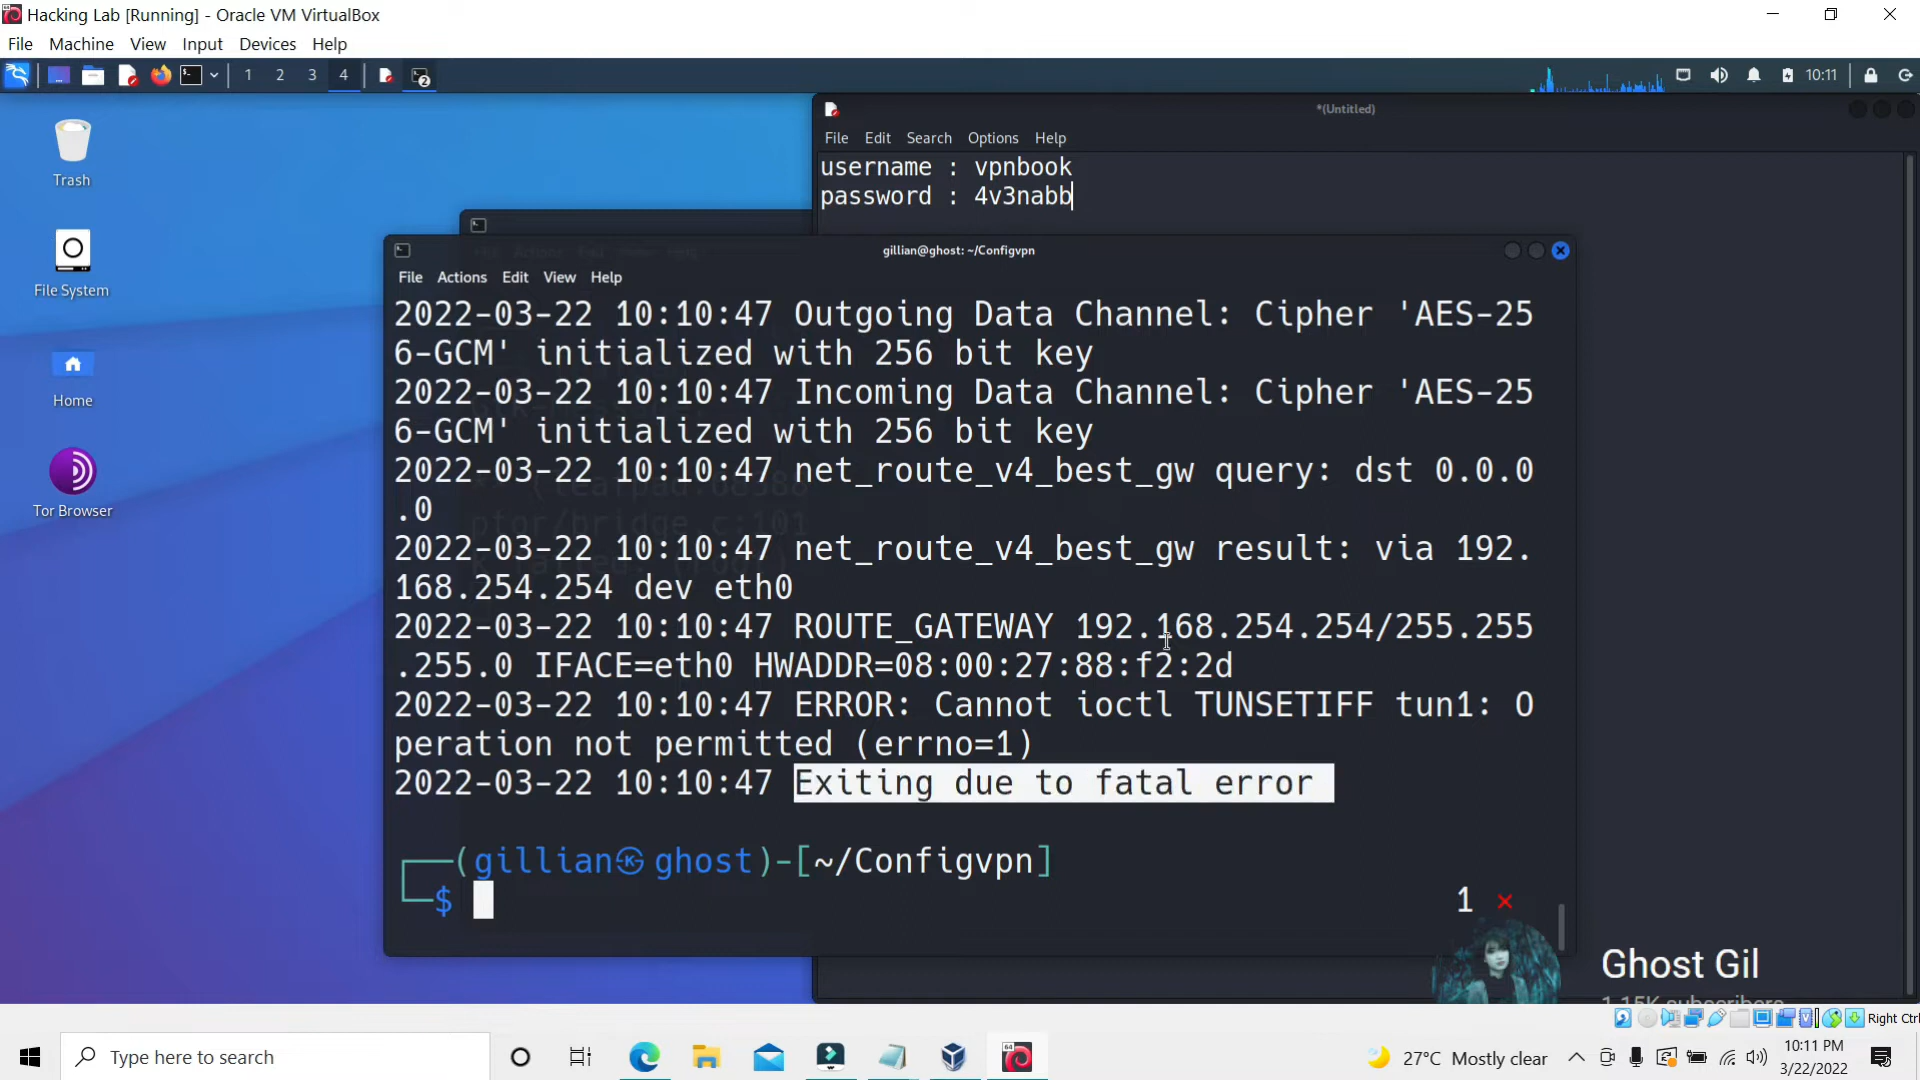 Hacking Lab [Running] - Oracle VM VirtualBox
File Machine View Input Devices Help
1 2 3 4
2
10:11
Trash
File System
Home
Tor Browser
*(Untitled)
File Edit Search Options Help
username : vpnbook
password : 4v3nabb
gillian@ghost: ~/Configvpn
File Actions Edit View Help
2022-03-22 10:10:47 Outgoing Data Channel: Cipher 'AES-25
6-GCM' initialized with 256 bit key
2022-03-22 10:10:47 Incoming Data Channel: Cipher 'AES-25
6-GCM' initialized with 256 bit key
2022-03-22 10:10:47 net_route_v4_best_gw query: dst 0.0.0
.0
2022-03-22 10:10:47 net_route_v4_best_gw result: via 192.
168.254.254 dev eth0
2022-03-22 10:10:47 ROUTE_GATEWAY 192.168.254.254/255.255
.255.0 IFACE=eth0 HWADDR=08:00:27:88:f2:2d
2022-03-22 10:10:47 ERROR: Cannot ioctl TUNSETIFF tun1: O
peration not permitted (errno=1)
2022-03-22 10:10:47 Exiting due to fatal error
(gillian㉿ghost)-[~/Configvpn]
$
1 ×
Ghost Gil
1.15K subscribers
Right Ctrl
Type here to search
64
27°C Mostly clear
10:11 PM
3/22/2022